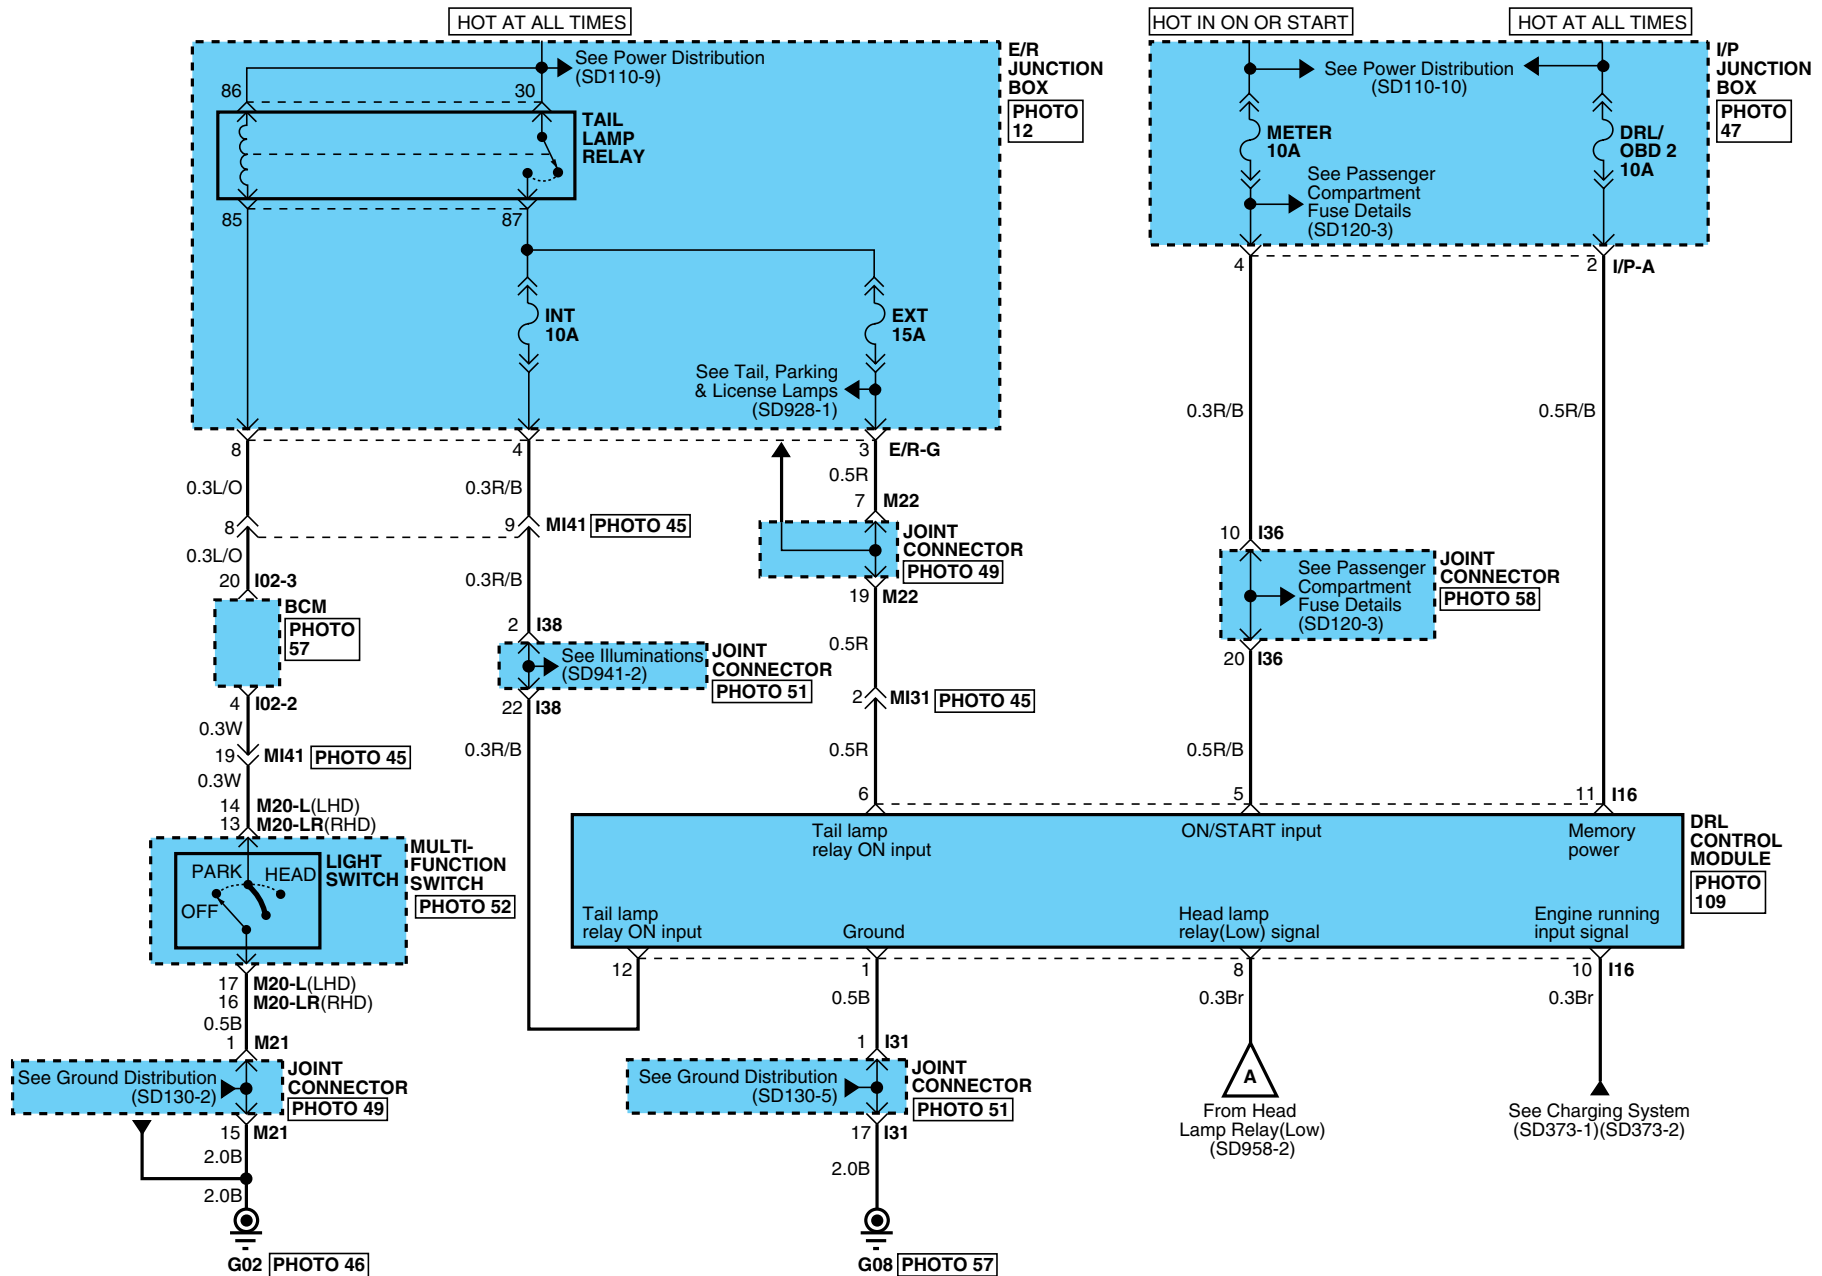 HOT AT ALL TIMES
HOT IN ON OR START
HOT AT ALL TIMES
See Power Distribution
(SD110-9)
86
30
TAIL
LAMP
RELAY
85
87
INT
10A
EXT
15A
See Tail, Parking
& License Lamps
(SD928-1)
E/R
JUNCTION
BOX
PHOTO
12
See Power Distribution
(SD110-10)
METER
10A
DRL/
OBD 2
10A
See Passenger
Compartment
Fuse Details
(SD120-3)
I/P
JUNCTION
BOX
PHOTO
47
4
2
I/P-A
8
4
3
E/R-G
0.3L/O
0.3R/B
0.5R
0.3R/B
0.5R/B
7
M22
8
9
MI41
PHOTO 45
JOINT
CONNECTOR
PHOTO 49
0.3L/O
0.3R/B
19
M22
20
I02-3
BCM
PHOTO
57
4
I02-2
2
I38
See Illuminations
(SD941-2)
JOINT
CONNECTOR
PHOTO 51
22
I38
0.5R
2
MI31
PHOTO 45
10
I36
See Passenger
Compartment
Fuse Details
(SD120-3)
JOINT
CONNECTOR
PHOTO 58
20
I36
0.3W
19
MI41
PHOTO 45
0.3W
0.3R/B
0.5R
0.5R/B
14
M20-L(LHD)
13
M20-LR(RHD)
6
5
11
I16
PARK
HEAD
OFF
LIGHT
SWITCH
MULTI-
FUNCTION
SWITCH
PHOTO 52
Tail lamp
relay ON input
ON/START input
Memory
power
Tail lamp
relay ON input
Ground
Head lamp
relay(Low) signal
Engine running
input signal
DRL
CONTROL
MODULE
PHOTO
109
17
M20-L(LHD)
16
M20-LR(RHD)
0.5B
1
M21
12
1
8
10
I16
0.5B
0.3Br
0.3Br
See Ground Distribution
(SD130-2)
JOINT
CONNECTOR
PHOTO 49
15
M21
2.0B
2.0B
G02
PHOTO 46
1
I31
See Ground Distribution
(SD130-5)
JOINT
CONNECTOR
PHOTO 51
17
I31
2.0B
G08
PHOTO 57
A
From Head
Lamp Relay(Low)
(SD958-2)
See Charging System
(SD373-1)(SD373-2)